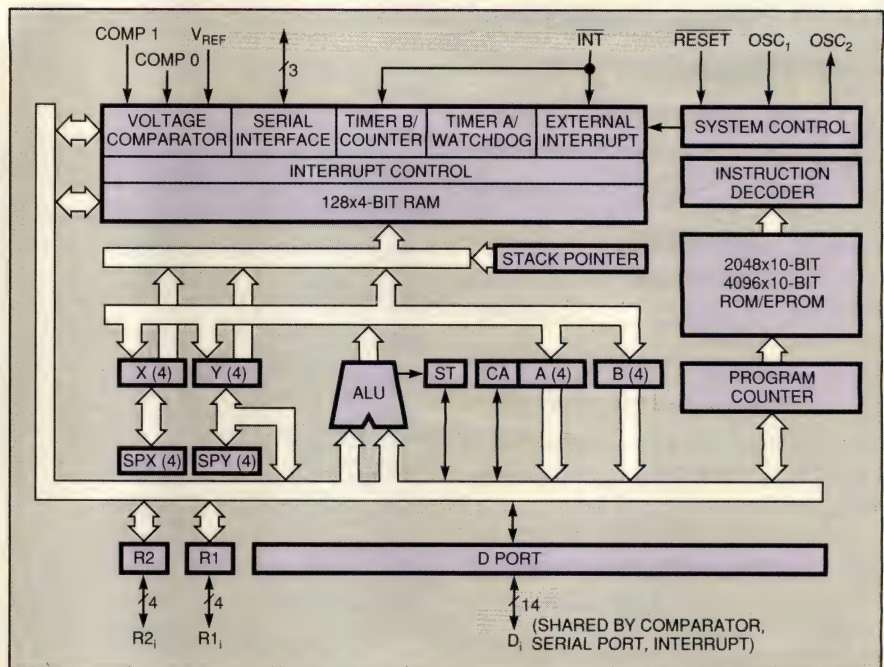 COMP 1
V_REF
COMP 0
3
INT
RESET
OSC₁
OSC₂
VOLTAGE COMPARATOR
SERIAL INTERFACE
TIMER B/ COUNTER
TIMER A/ WATCHDOG
EXTERNAL INTERRUPT
SYSTEM CONTROL
INTERRUPT CONTROL
INSTRUCTION DECODER
128x4-BIT RAM
STACK POINTER
2048x10-BIT
4096x10-BIT
ROM/EPROM
X (4)
Y (4)
ALU
ST
CA
A (4)
B (4)
PROGRAM COUNTER
SPX (4)
SPY (4)
R2
R1
D PORT
4
4
14
R2ᵢ
R1ᵢ
Dᵢ
(SHARED BY COMPARATOR,
SERIAL PORT, INTERRUPT)